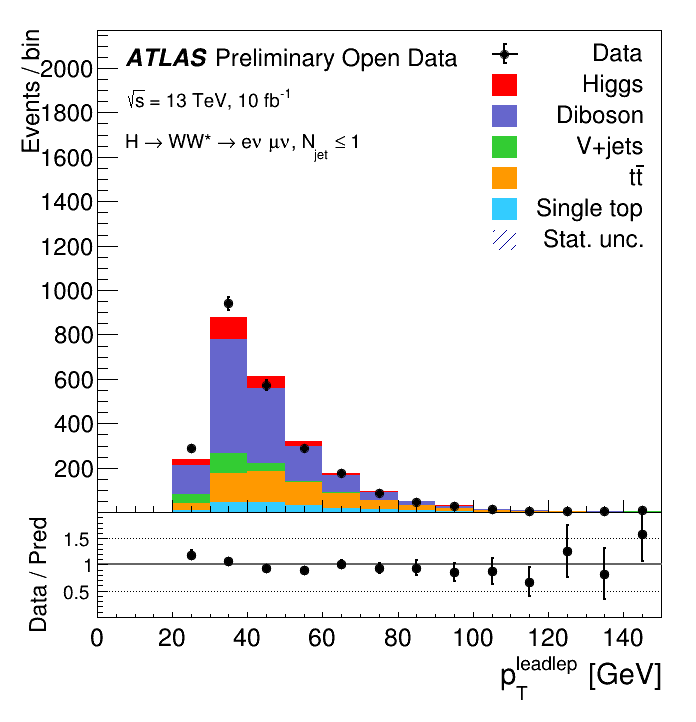 ATLAS Preliminary Open Data
√s = 13 TeV, 10 fb⁻¹
H → WW* → eν μν, N_jet ≤ 1
Data
Higgs
Diboson
V+jets
tt̄
Single top
Stat. unc.
Events / bin
2000
1800
1600
1400
1200
1000
800
600
400
200
Data / Pred
1.5
1
0.5
0 20 40 60 80 100 120 140
p_T^leadlep [GeV]